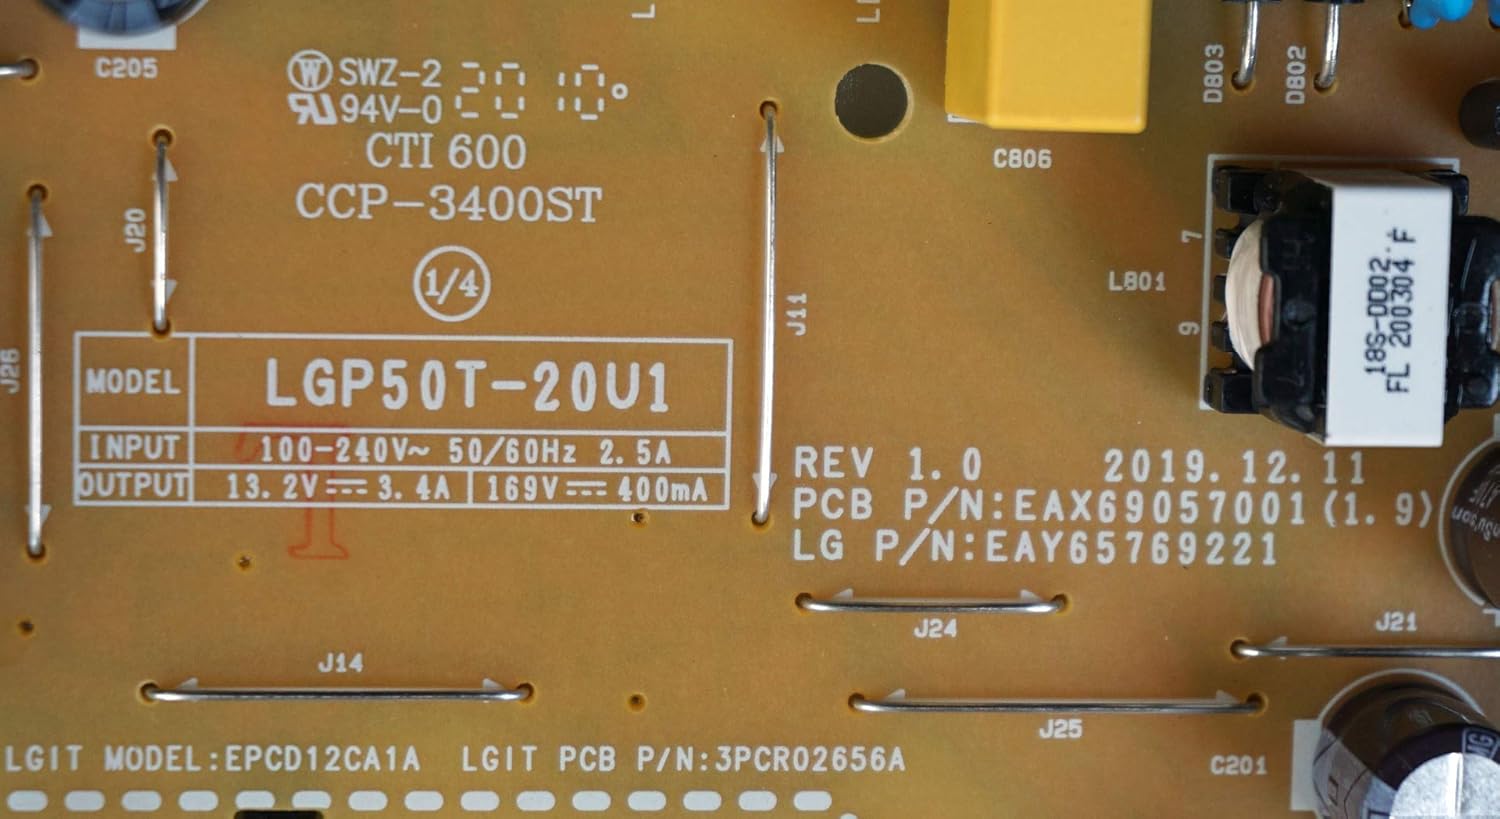 C205
SWZ-2
94V-0
2010
CTI 600
CCP-3400ST
1/4
J20
J26
J11
C806
D803
D802
7
L801
9
18S-DD02
FL 200304 F
MODEL LGP50T-20U1
INPUT 100-240V~ 50/60Hz 2.5A
OUTPUT 13.2V⎓3.4A 169V⎓400mA
REV 1.0 2019.12.11
PCB P/N:EAX69057001(1.9)
LG P/N:EAY65769221
J24
J21
J14
J25
C201
LGIT MODEL:EPCD12CA1A LGIT PCB P/N:3PCR02656A